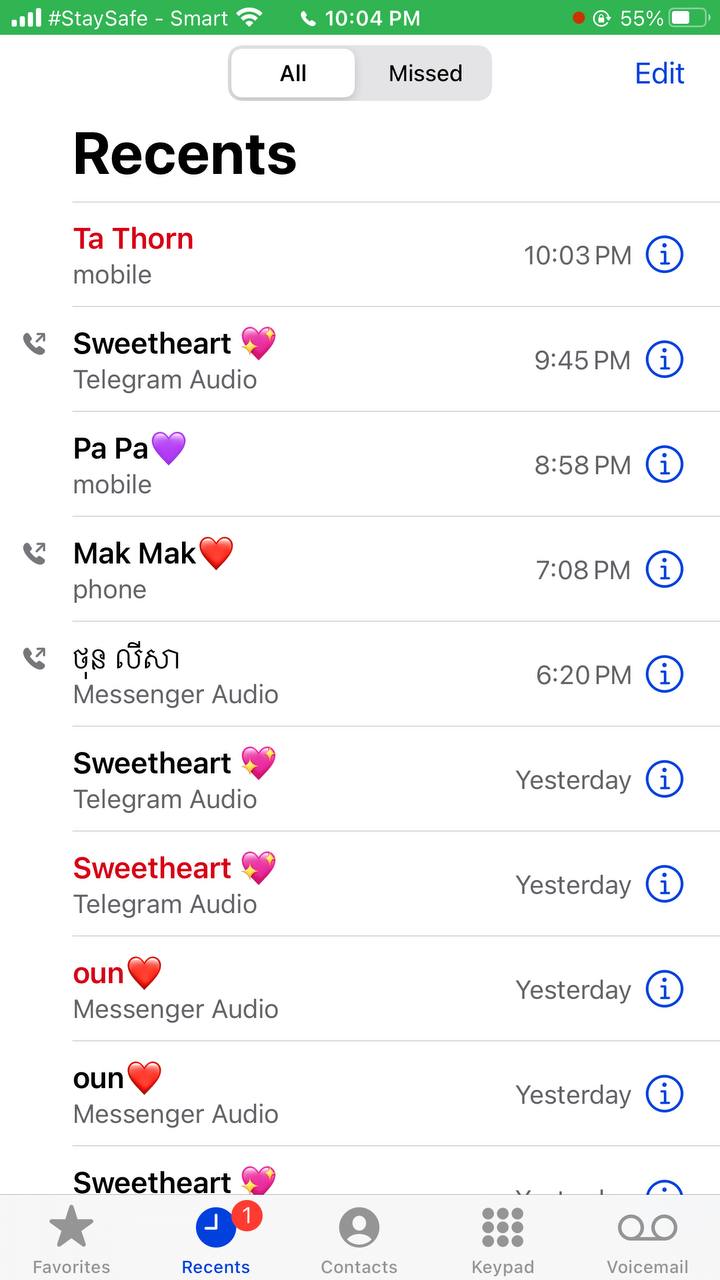 #StaySafe - Smart 10:04 PM 55%
All Missed Edit
Recents
Ta Thorn
mobile
10:03 PM
Sweetheart 💖
Telegram Audio
9:45 PM
Pa Pa💜
mobile
8:58 PM
Mak Mak❤️
phone
7:08 PM
ថុន លីសា
Messenger Audio
6:20 PM
Sweetheart 💖
Telegram Audio
Yesterday
Sweetheart 💖
Telegram Audio
Yesterday
oun❤️
Messenger Audio
Yesterday
oun❤️
Messenger Audio
Yesterday
Sweetheart 💖
1
Favorites Recents Contacts Keypad Voicemail